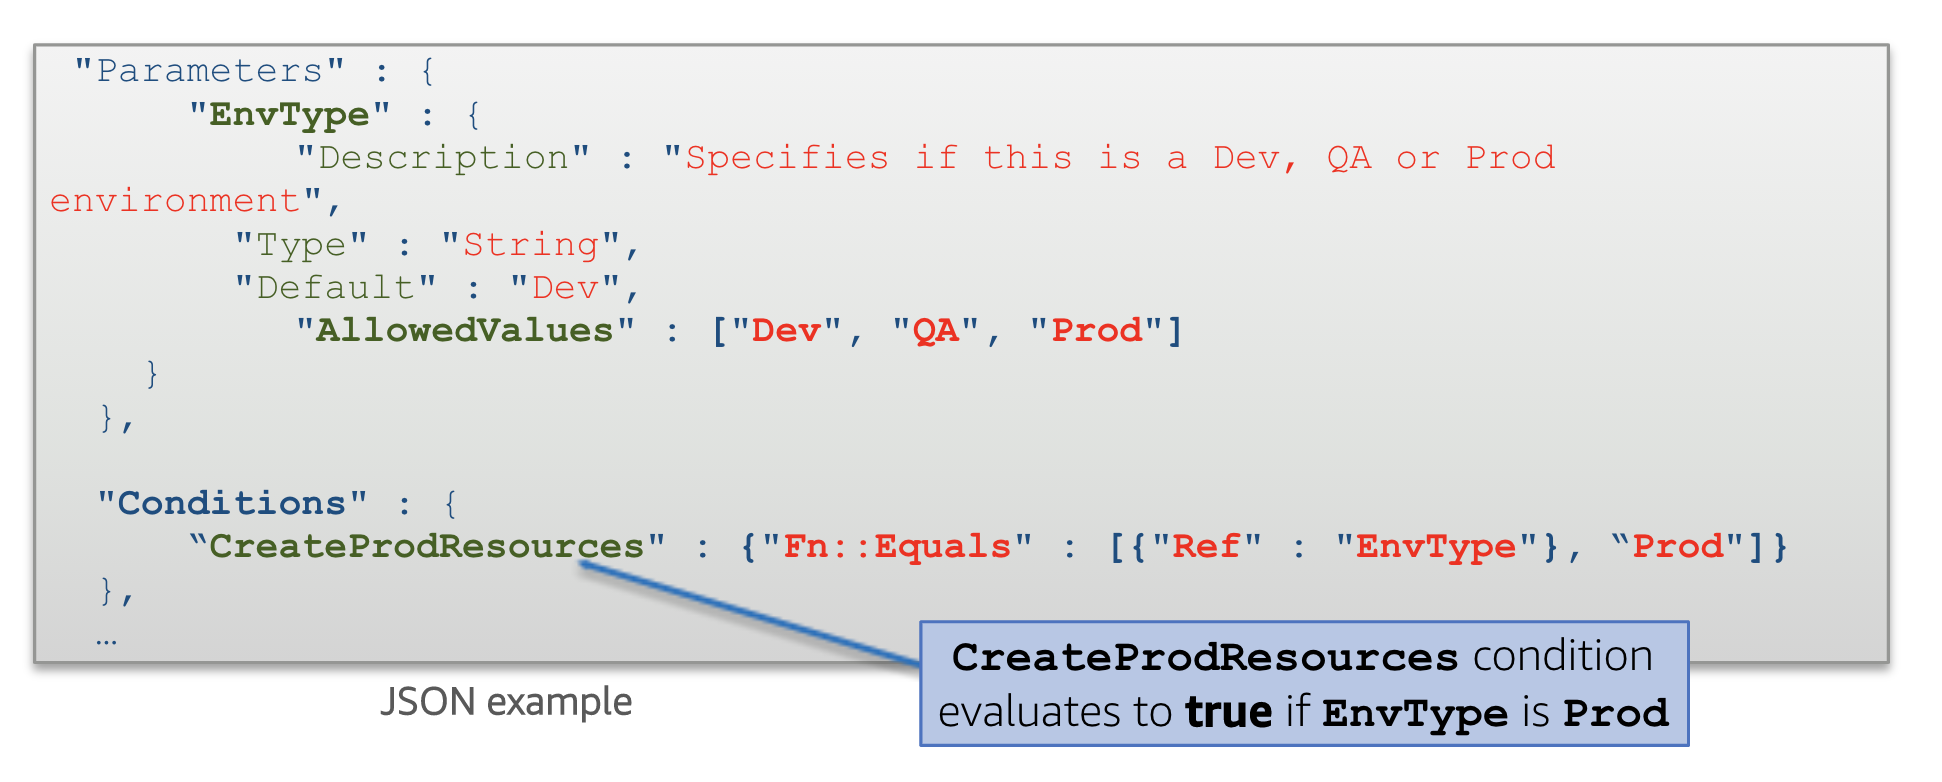 "Parameters" : {
"EnvType" : {
"Description" : "Specifies if this is a Dev, QA or Prod
environment",
"Type" : "String",
"Default" : "Dev",
"AllowedValues" : ["Dev", "QA", "Prod"]
}
},
"Conditions" : {
“CreateProdResources" : {"Fn::Equals" : [{"Ref" : "EnvType"}, “Prod"]}
},
…
JSON example
CreateProdResources condition
evaluates to true if EnvType is Prod